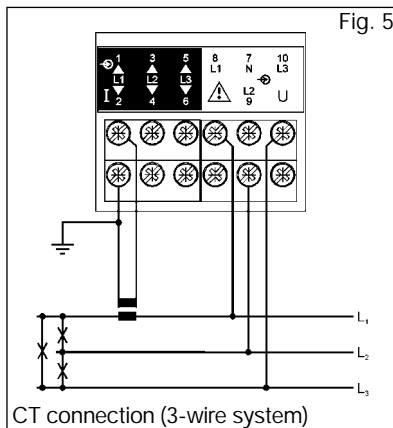 Fig. 5
1 3 5 8 7 10
L1 N L3
L1 L2 L3
I 2 4 6 L2 9 U
L₁
L₂
L₃
CT connection (3-wire system)